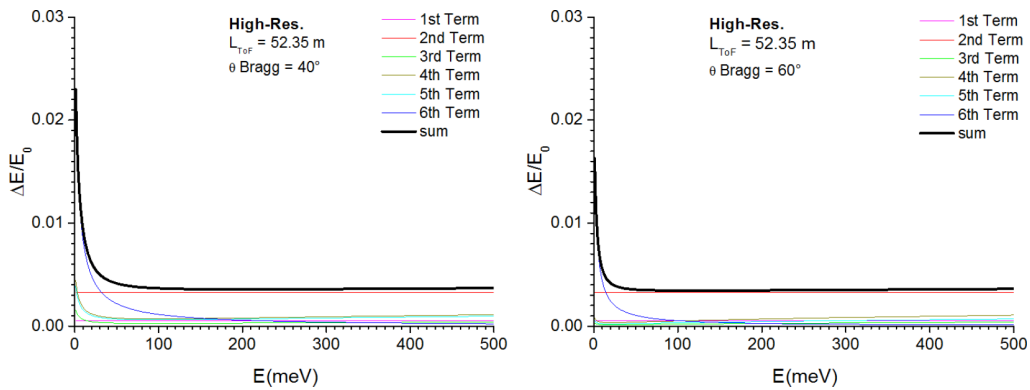 0.03
0.02
0.01
0.00
ΔE/E₀
High-Res.
L_ToF = 52.35 m
θ Bragg = 40°
1st Term
2nd Term
3rd Term
4th Term
5th Term
6th Term
sum
0 100 200 300 400 500
E(meV)
0.03
0.02
0.01
0.00
ΔE/E₀
High-Res.
L_ToF = 52.35 m
θ Bragg = 60°
1st Term
2nd Term
3rd Term
4th Term
5th Term
6th Term
sum
0 100 200 300 400 500
E(meV)